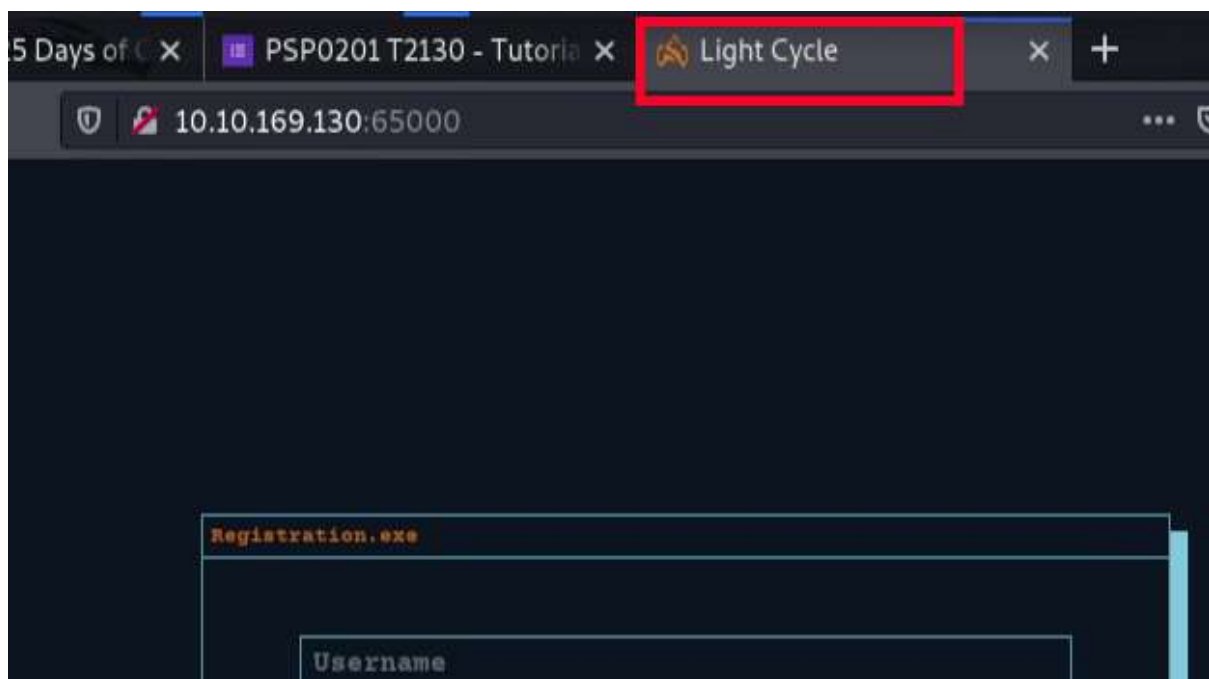 5 Days of C PSP0201 T2130 - Tutoria Light Cycle
10.10.169.130:65000
Registration.exe
Username